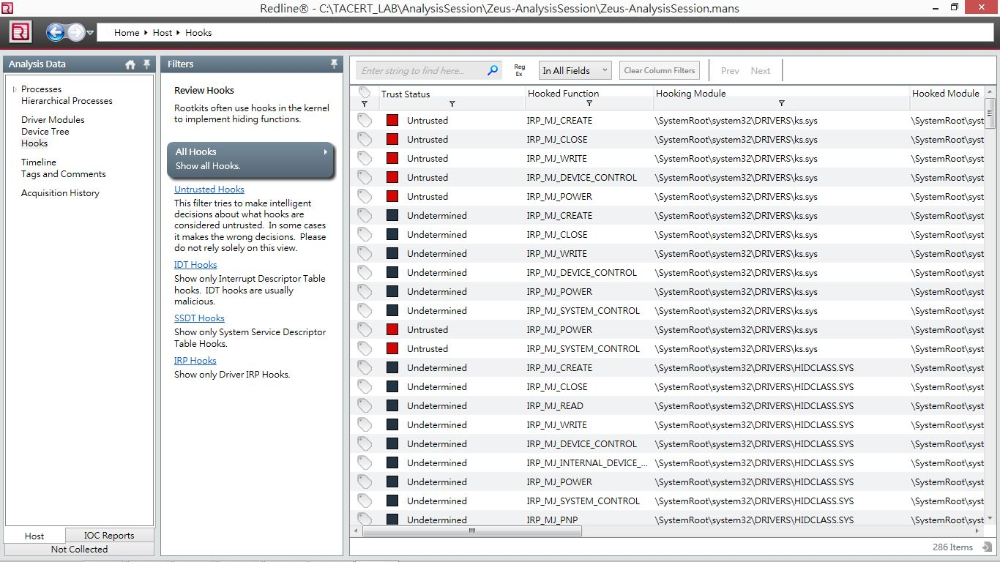 Redline® - C:\TACERT_LAB\AnalysisSession\Zeus-AnalysisSession\Zeus-AnalysisSession.mans
Home Host Hooks
Analysis Data
Processes
Hierarchical Processes
Driver Modules
Device Tree
Hooks
Timeline
Tags and Comments
Acquisition History
Host
IOC Reports
Not Collected
Filters
Review Hooks
Rootkits often use hooks in the kernel
to implement hiding functions.
All Hooks
Show all Hooks.
Untrusted Hooks
This filter tries to make intelligent
decisions about what hooks are
considered untrusted. In some cases
it makes the wrong decisions. Please
do not rely solely on this view.
IDT Hooks
Show only Interrupt Descriptor Table
hooks. IDT hooks are usually
malicious.
SSDT Hooks
Show only System Service Descriptor
Table Hooks.
IRP Hooks
Show only Driver IRP Hooks.
Enter string to find here...
Reg
Ex
In All Fields
Clear Column Filters
Prev
Next
Trust Status Hooked Function Hooking Module Hooked Module
Untrusted IRP_MJ_CREATE \SystemRoot\system32\DRIVERS\ks.sys \SystemRoot\syst
Untrusted IRP_MJ_CLOSE \SystemRoot\system32\DRIVERS\ks.sys \SystemRoot\syst
Untrusted IRP_MJ_WRITE \SystemRoot\system32\DRIVERS\ks.sys \SystemRoot\syst
Untrusted IRP_MJ_DEVICE_CONTROL \SystemRoot\system32\DRIVERS\ks.sys \SystemRoot\syst
Untrusted IRP_MJ_POWER \SystemRoot\system32\DRIVERS\ks.sys \SystemRoot\syst
Undetermined IRP_MJ_CREATE \SystemRoot\system32\DRIVERS\ks.sys \SystemRoot\syst
Undetermined IRP_MJ_CLOSE \SystemRoot\system32\DRIVERS\ks.sys \SystemRoot\syst
Undetermined IRP_MJ_WRITE \SystemRoot\system32\DRIVERS\ks.sys \SystemRoot\syst
Undetermined IRP_MJ_DEVICE_CONTROL \SystemRoot\system32\DRIVERS\ks.sys \SystemRoot\syst
Undetermined IRP_MJ_POWER \SystemRoot\system32\DRIVERS\ks.sys \SystemRoot\syst
Undetermined IRP_MJ_SYSTEM_CONTROL \SystemRoot\system32\DRIVERS\ks.sys \SystemRoot\syst
Untrusted IRP_MJ_POWER \SystemRoot\system32\DRIVERS\ks.sys \SystemRoot\syst
Untrusted IRP_MJ_SYSTEM_CONTROL \SystemRoot\system32\DRIVERS\ks.sys \SystemRoot\syst
Undetermined IRP_MJ_CREATE \SystemRoot\system32\DRIVERS\HIDCLASS.SYS \SystemRoot\syst
Undetermined IRP_MJ_CLOSE \SystemRoot\system32\DRIVERS\HIDCLASS.SYS \SystemRoot\syst
Undetermined IRP_MJ_READ \SystemRoot\system32\DRIVERS\HIDCLASS.SYS \SystemRoot\syst
Undetermined IRP_MJ_WRITE \SystemRoot\system32\DRIVERS\HIDCLASS.SYS \SystemRoot\syst
Undetermined IRP_MJ_DEVICE_CONTROL \SystemRoot\system32\DRIVERS\HIDCLASS.SYS \SystemRoot\syst
Undetermined IRP_MJ_INTERNAL_DEVICE_... \SystemRoot\system32\DRIVERS\HIDCLASS.SYS \SystemRoot\syst
Undetermined IRP_MJ_POWER \SystemRoot\system32\DRIVERS\HIDCLASS.SYS \SystemRoot\syst
Undetermined IRP_MJ_SYSTEM_CONTROL \SystemRoot\system32\DRIVERS\HIDCLASS.SYS \SystemRoot\syst
Undetermined IRP_MJ_PNP \SystemRoot\system32\DRIVERS\HIDCLASS.SYS \SystemRoot\syst
286 Items